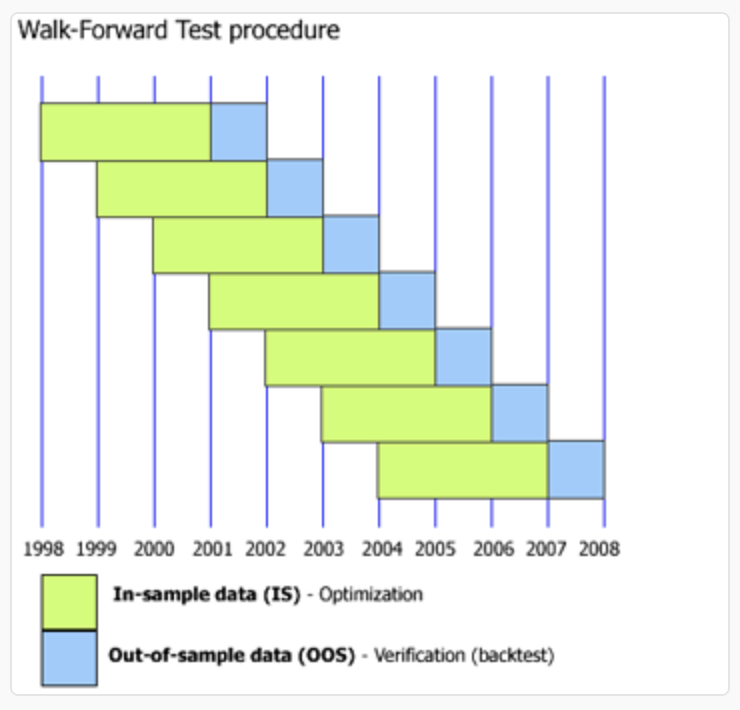 Walk-Forward Test procedure
1998 1999 2000 2001 2002 2003 2004 2005 2006 2007 2008
In-sample data (IS) - Optimization
Out-of-sample data (OOS) - Verification (backtest)